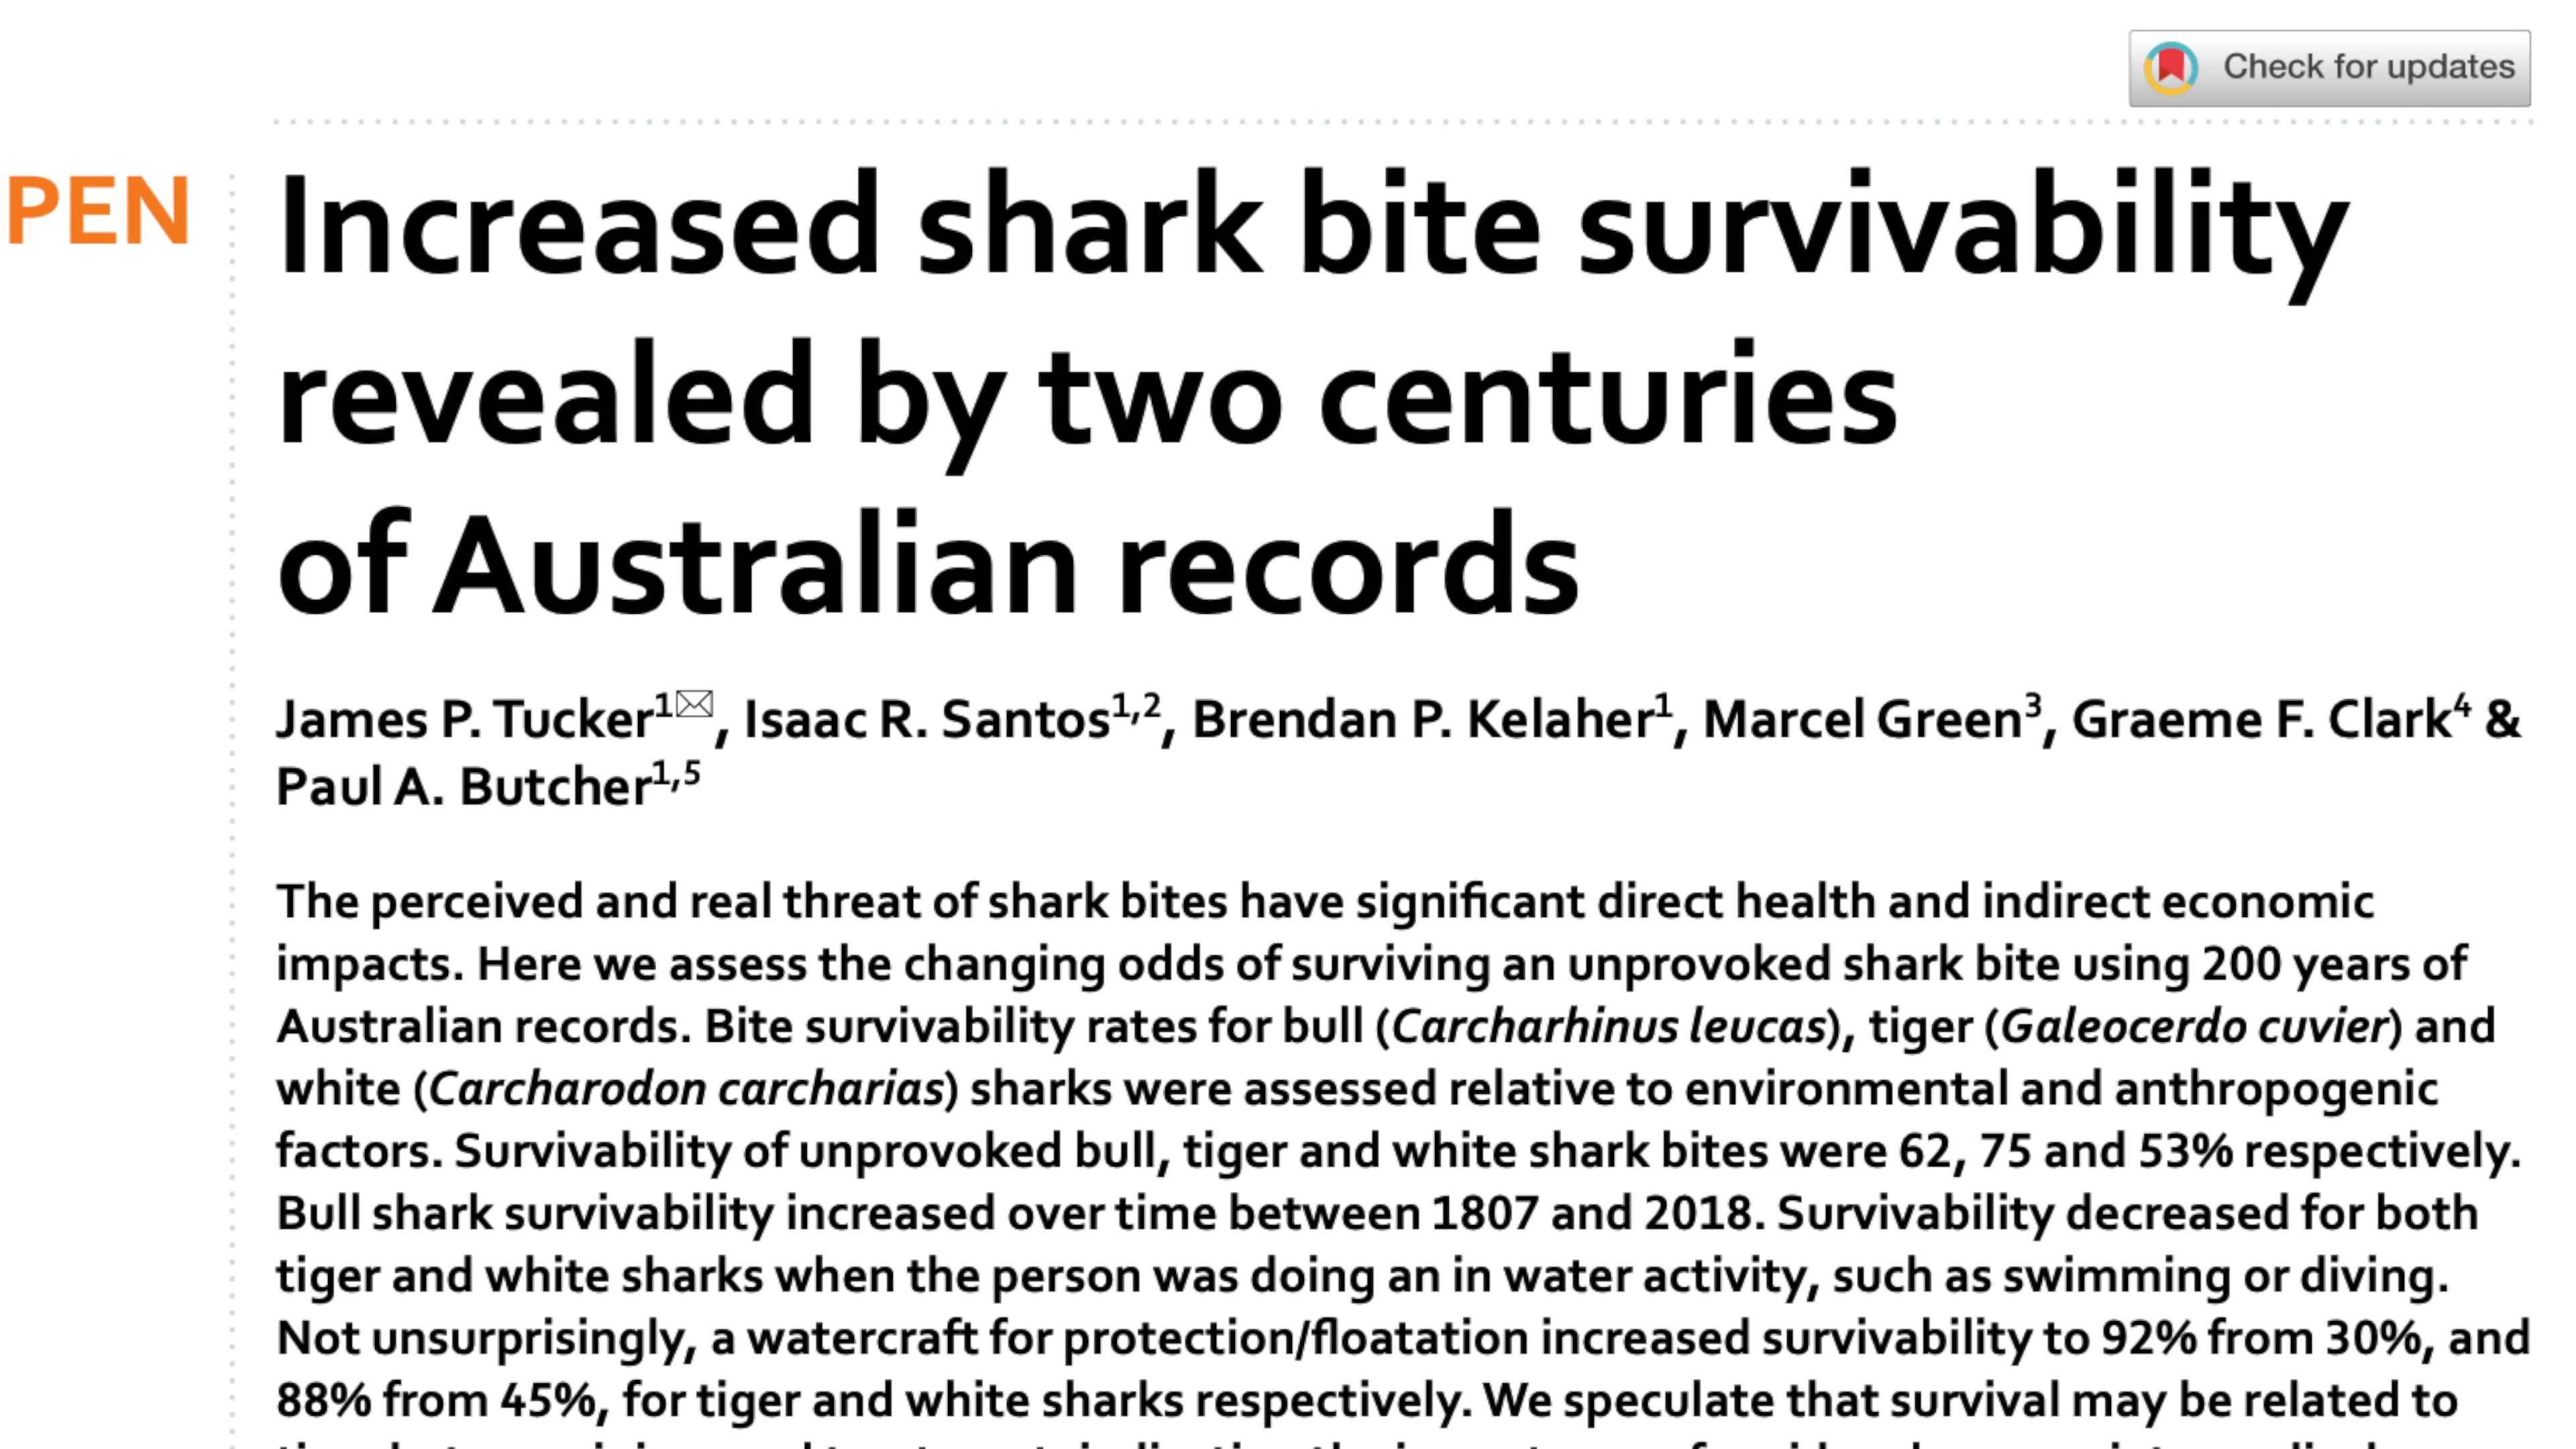 Check for updates
PEN
Increased shark bite survivability
revealed by two centuries
of Australian records
James P. Tucker1✉, Isaac R. Santos1,2, Brendan P. Kelaher1, Marcel Green3, Graeme F. Clark4 &
Paul A. Butcher1,5
The perceived and real threat of shark bites have significant direct health and indirect economic
impacts. Here we assess the changing odds of surviving an unprovoked shark bite using 200 years of
Australian records. Bite survivability rates for bull (Carcharhinus leucas), tiger (Galeocerdo cuvier) and
white (Carcharodon carcharias) sharks were assessed relative to environmental and anthropogenic
factors. Survivability of unprovoked bull, tiger and white shark bites were 62, 75 and 53% respectively.
Bull shark survivability increased over time between 1807 and 2018. Survivability decreased for both
tiger and white sharks when the person was doing an in water activity, such as swimming or diving.
Not unsurprisingly, a watercraft for protection/floatation increased survivability to 92% from 30%, and
88% from 45%, for tiger and white sharks respectively. We speculate that survival may be related to